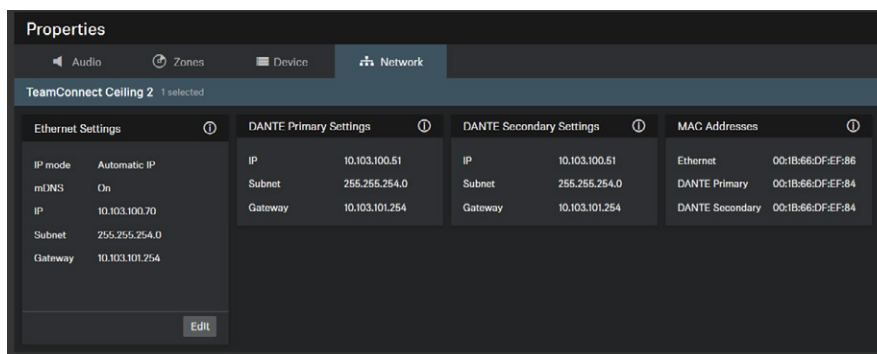 Properties
Audio
Zones
Device
Network
TeamConnect Ceiling 2 1 selected
Ethernet Settings
IP mode Automatic IP
mDNS On
IP 10.103.100.70
Subnet 255.255.254.0
Gateway 10.103.101.254
Edit
DANTE Primary Settings
IP 10.103.100.51
Subnet 255.255.254.0
Gateway 10.103.101.254
DANTE Secondary Settings
IP 10.103.100.51
Subnet 255.255.254.0
Gateway 10.103.101.254
MAC Addresses
Ethernet 00:1B:66:DF:EF:86
DANTE Primary 00:1B:66:DF:EF:84
DANTE Secondary 00:1B:66:DF:EF:84